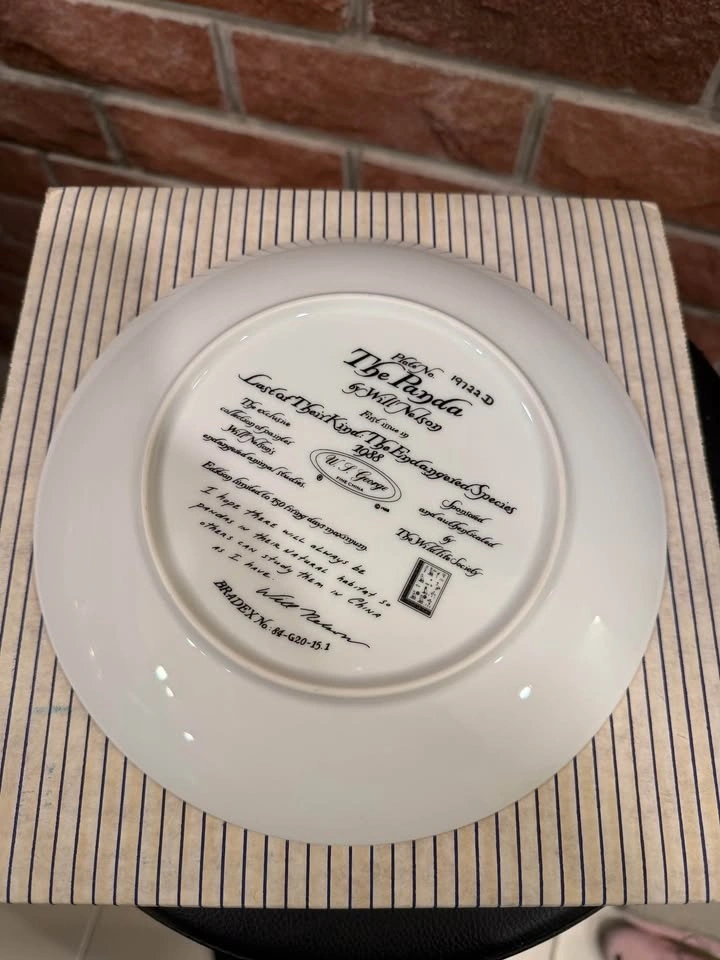 Plate No. 19722 D
The Panda
by Will Nelson
First issue in
Last of Their Kind: The Endangered Species
1988
The exclusive
collection of
Will Nelson's
endangered animal studies.
W. S. George
FINE CHINA
Sponsored
and authenticated
by
The Wildlife Society
Edition limited to 150 firing days maximum.
I hope there will always be
pandas in their natural habitat so
others can study them in China
as I have.
Will Nelson
BRADEX No: 84-G20-15.1